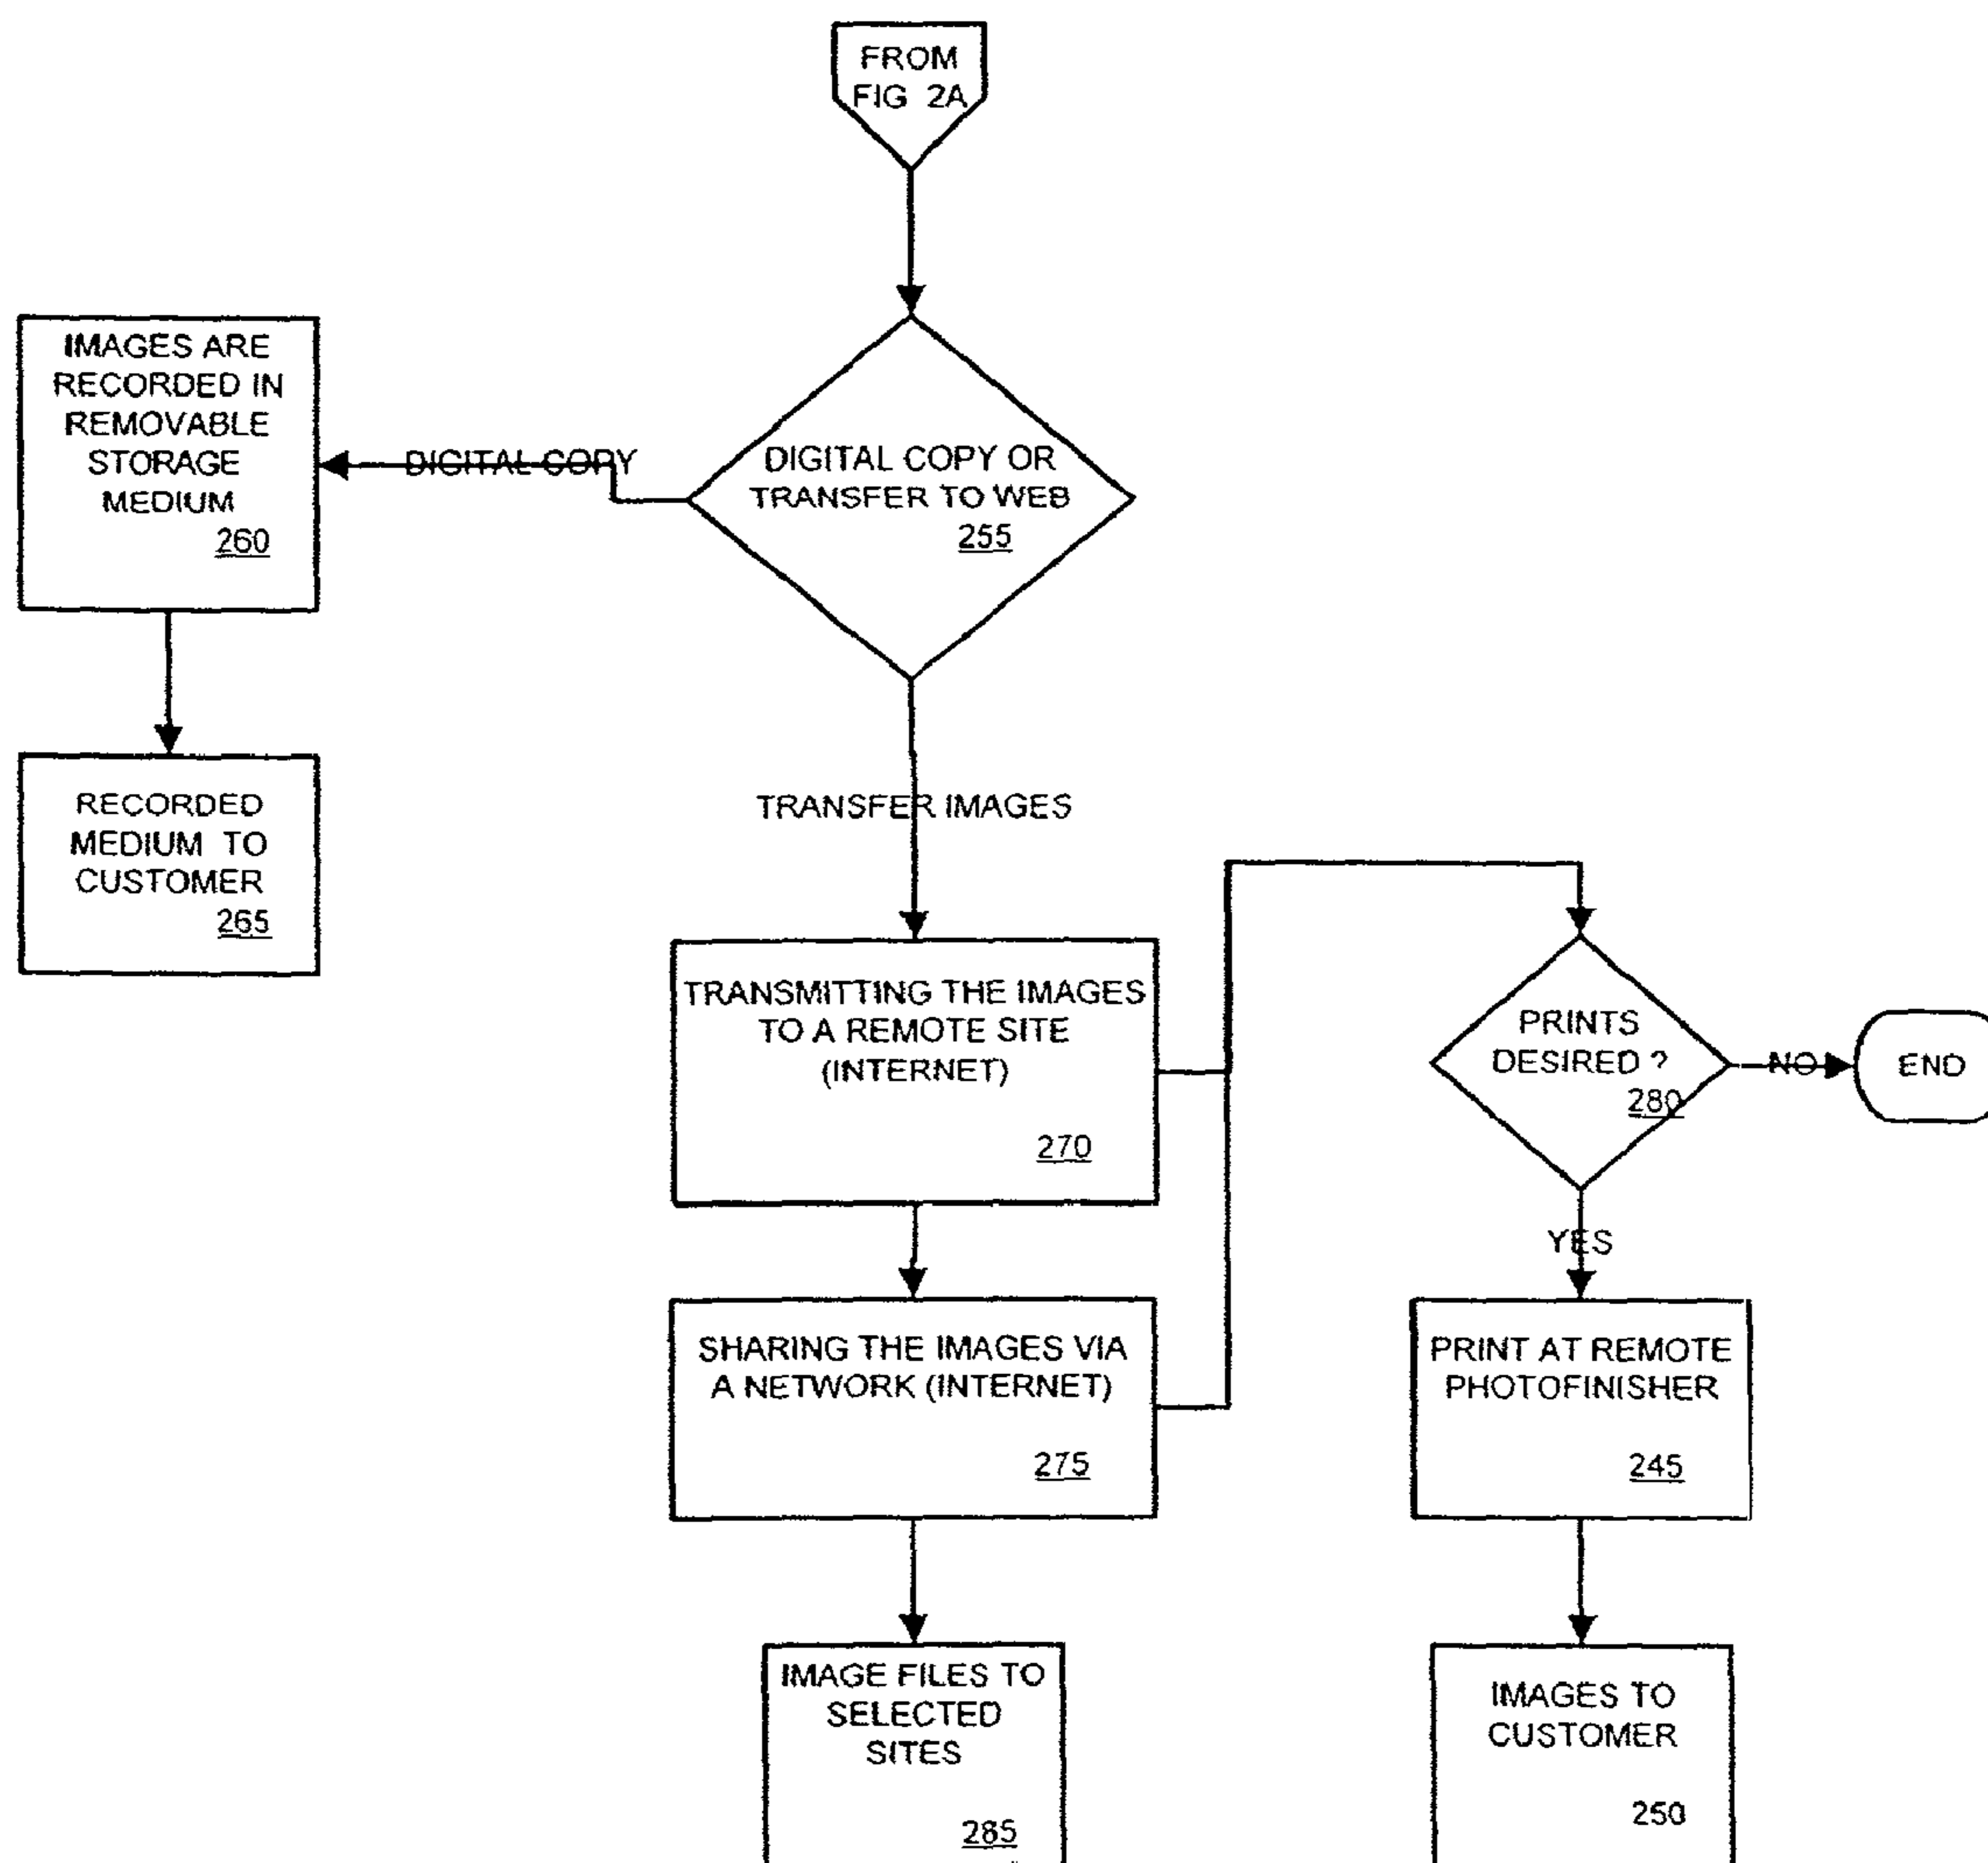 FROM
FIG 2A
IMAGES ARE
RECORDED IN
REMOVABLE
STORAGE
MEDIUM
260
DIGITAL COPY
DIGITAL COPY OR
TRANSFER TO WEB
255
RECORDED
MEDIUM TO
CUSTOMER
265
TRANSFER IMAGES
TRANSMITTING THE IMAGES
TO A REMOTE SITE
(INTERNET)
270
PRINTS
DESIRED ?
280
NO
END
YES
SHARING THE IMAGES VIA
A NETWORK (INTERNET)
275
PRINT AT REMOTE
PHOTOFINISHER
245
IMAGE FILES TO
SELECTED
SITES
285
IMAGES TO
CUSTOMER
250